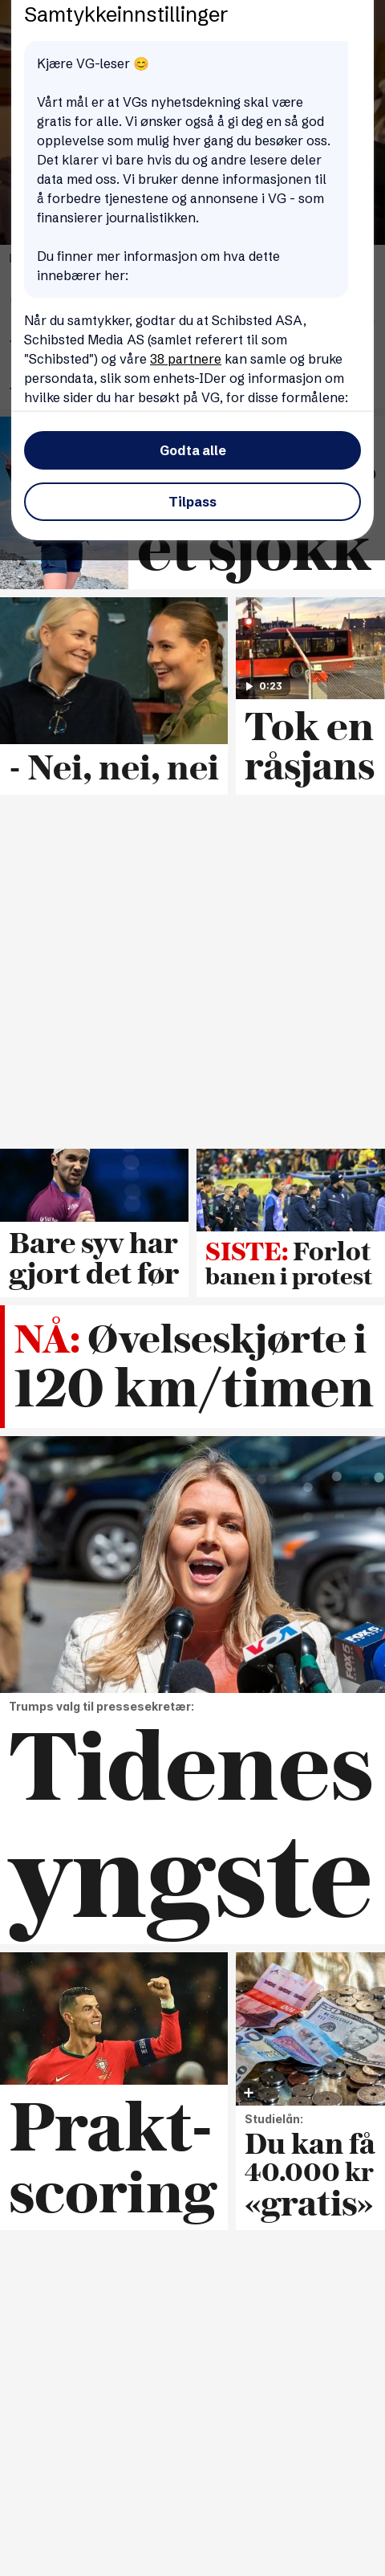 Samtykkeinnstillinger
Kjære VG-leser 😊
Vårt mål er at VGs nyhetsdekning skal være
gratis for alle. Vi ønsker også å gi deg en så god
opplevelse som mulig hver gang du besøker oss.
Det klarer vi bare hvis du og andre lesere deler
data med oss. Vi bruker denne informasjonen til
å forbedre tjenestene og annonsene i VG - som
finansierer journalistikken.
Du finner mer informasjon om hva dette
innebærer her:
Når du samtykker, godtar du at Schibsted ASA,
Schibsted Media AS (samlet referert til som
"Schibsted") og våre 38 partnere kan samle og bruke
persondata, slik som enhets-IDer og informasjon om
hvilke sider du har besøkt på VG, for disse formålene:
Godta alle
Tilpass
et sjokk
0:23
- Nei, nei, nei
Tok en
råsjans
Bare syv har
gjort det før
SISTE: Forlot
banen i protest
NÅ: Øvelseskjørte i
120 km/timen
VOA
FOX 5
Trumps valg til pressesekretær:
Tidenes
yngste
Prakt-
scoring
Studielån:
Du kan få
40.000 kr
«gratis»